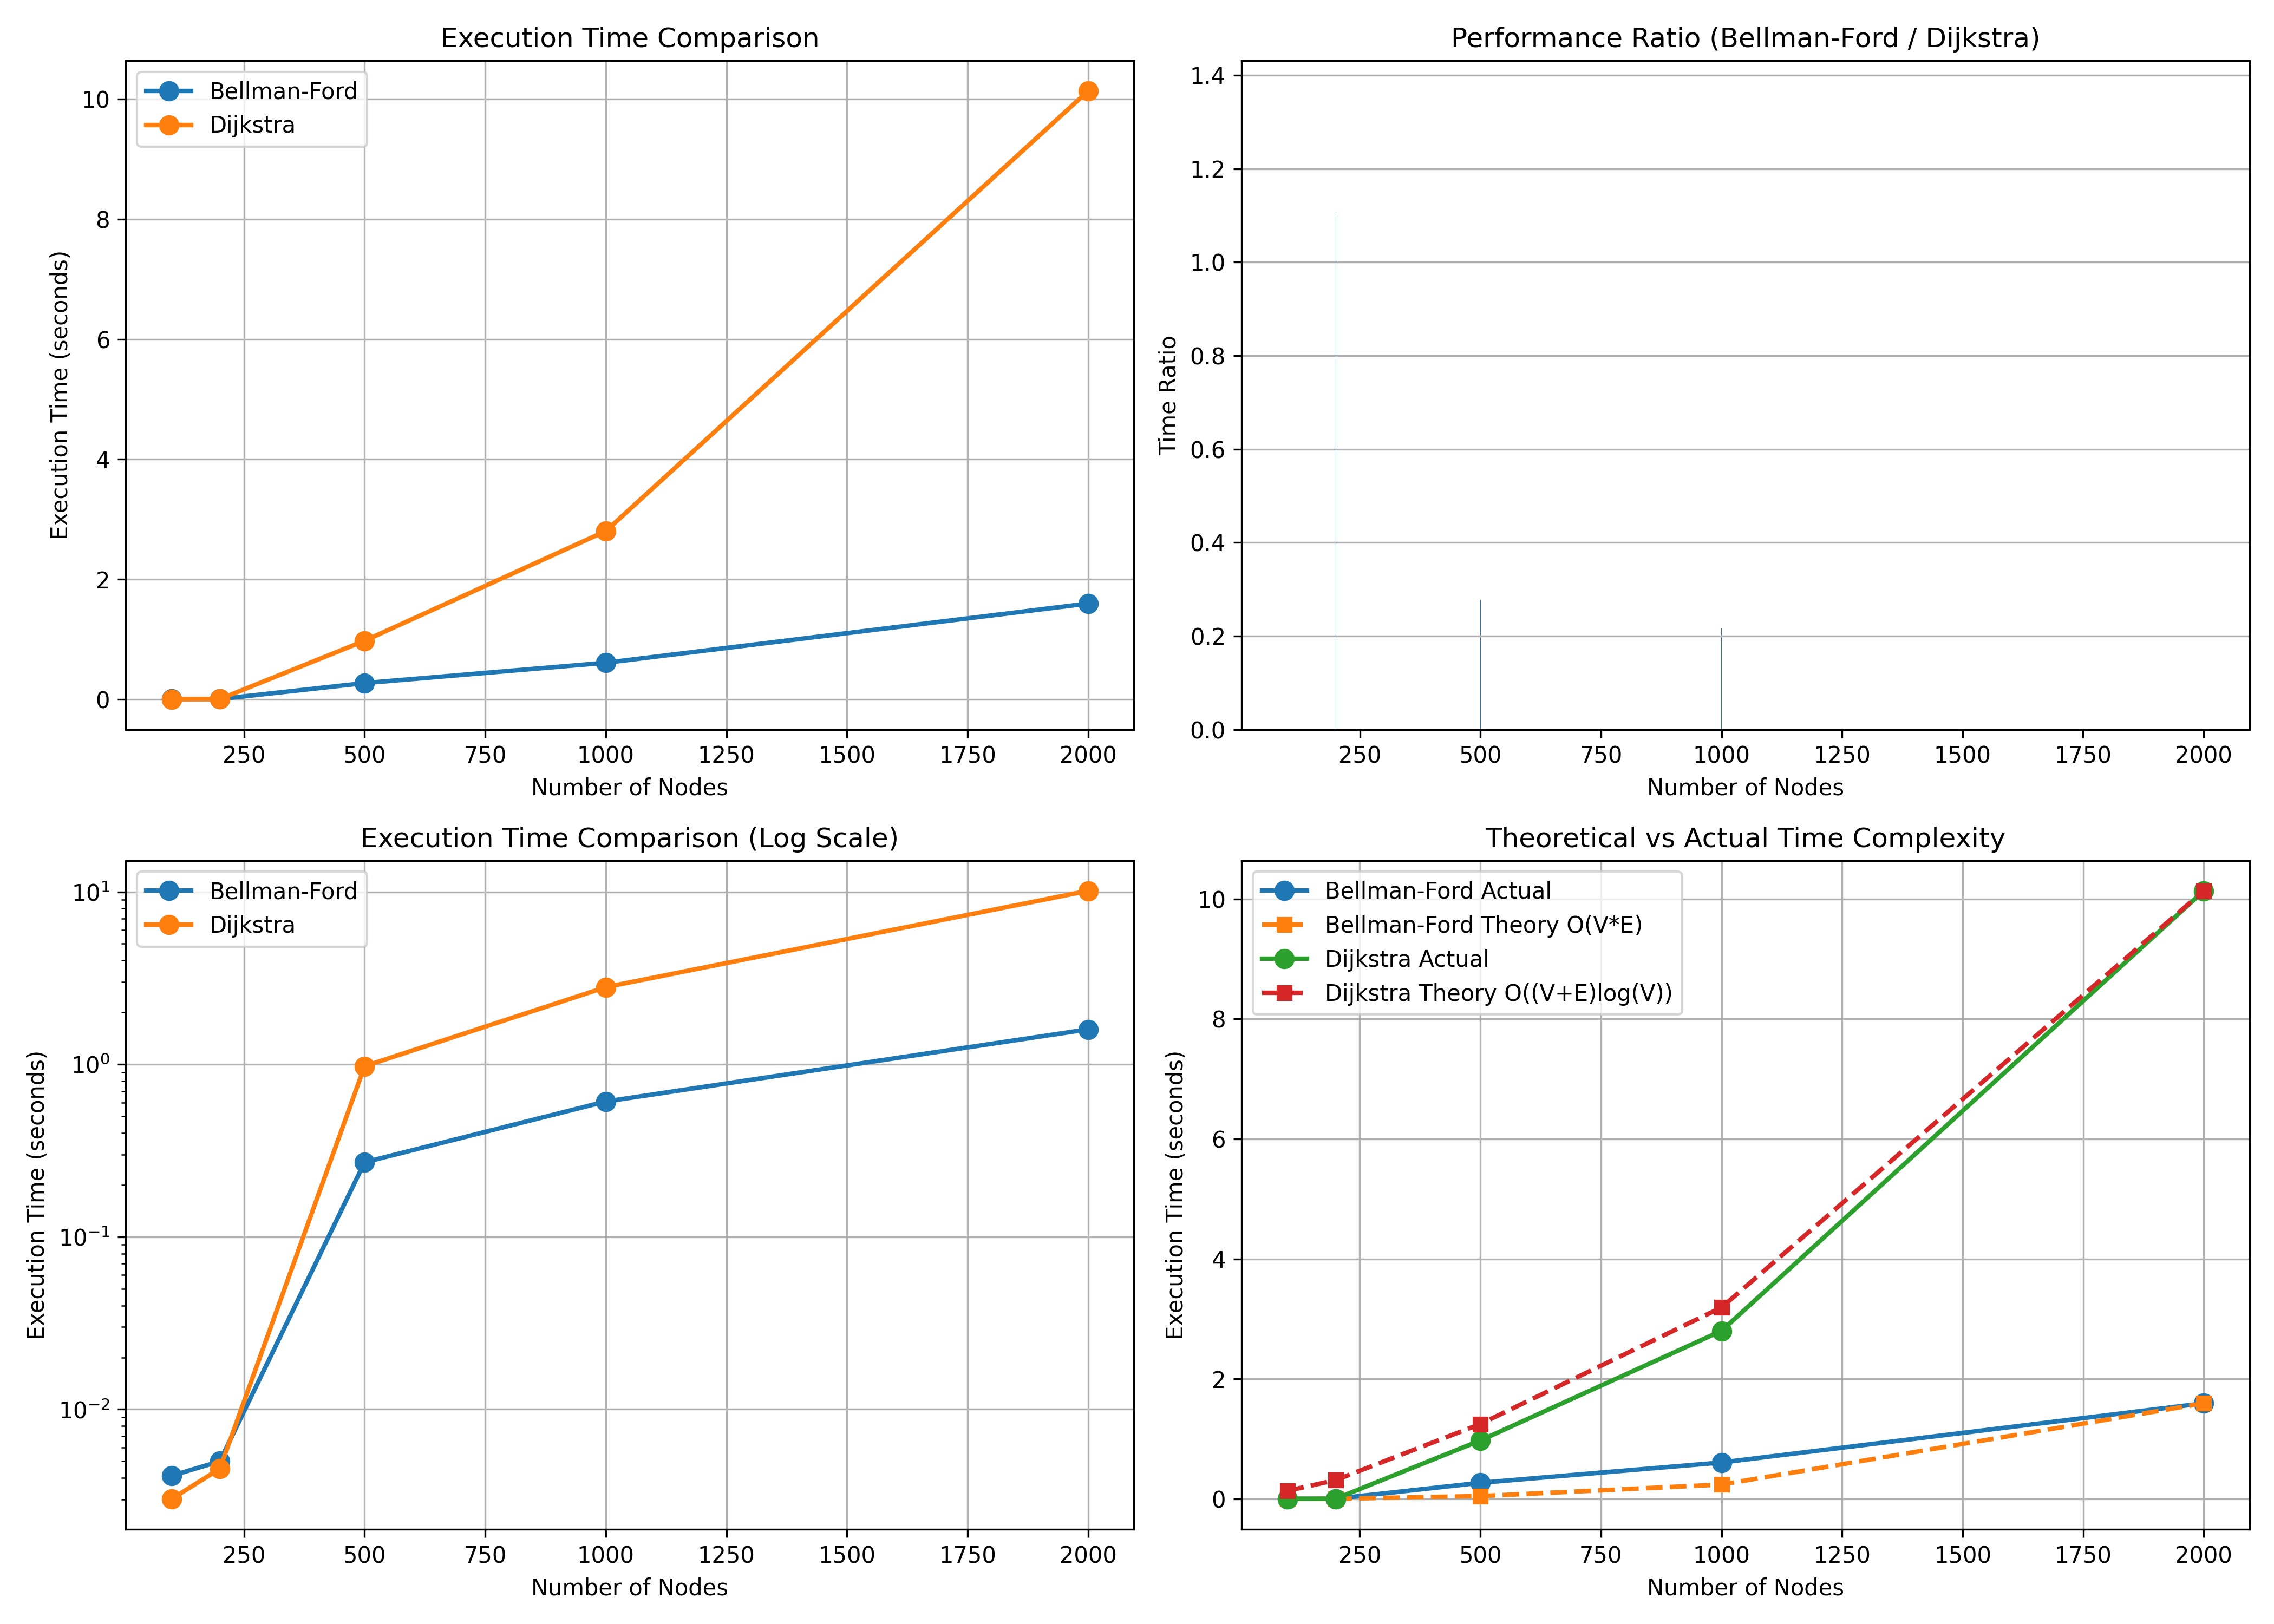 Execution Time Comparison
Bellman-Ford
Dijkstra
Execution Time (seconds)
10
8
6
4
2
0
250 500 750 1000 1250 1500 1750 2000
Number of Nodes
Performance Ratio (Bellman-Ford / Dijkstra)
Time Ratio
1.4
1.2
1.0
0.8
0.6
0.4
0.2
0.0
250 500 750 1000 1250 1500 1750 2000
Number of Nodes
Execution Time Comparison (Log Scale)
Bellman-Ford
Dijkstra
Execution Time (seconds)
10¹
10⁰
10⁻¹
10⁻²
250 500 750 1000 1250 1500 1750 2000
Number of Nodes
Theoretical vs Actual Time Complexity
Bellman-Ford Actual
Bellman-Ford Theory O(V*E)
Dijkstra Actual
Dijkstra Theory O((V+E)log(V))
Execution Time (seconds)
10
8
6
4
2
0
250 500 750 1000 1250 1500 1750 2000
Number of Nodes